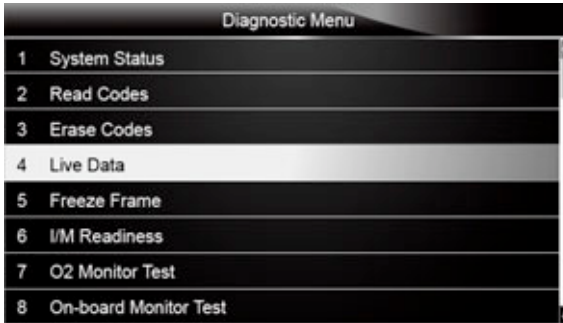 Diagnostic Menu
1 System Status
2 Read Codes
3 Erase Codes
4 Live Data
5 Freeze Frame
6 I/M Readiness
7 O2 Monitor Test
8 On-board Monitor Test